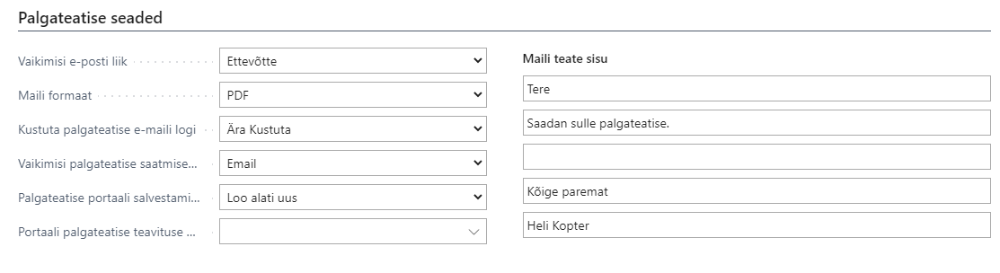 Palgateatise seaded
Vaikimisi e-posti liik
Ettevõtte
Maili formaat
PDF
Kustuta palgateatise e-maili logi
Ära Kustuta
Vaikimisi palgateatise saatmise...
Email
Palgateatise portaali salvestami...
Loo alati uus
Portaali palgateatise teavituse ...
Maili teate sisu
Tere
Saadan sulle palgateatise.
Kõige paremat
Heli Kopter